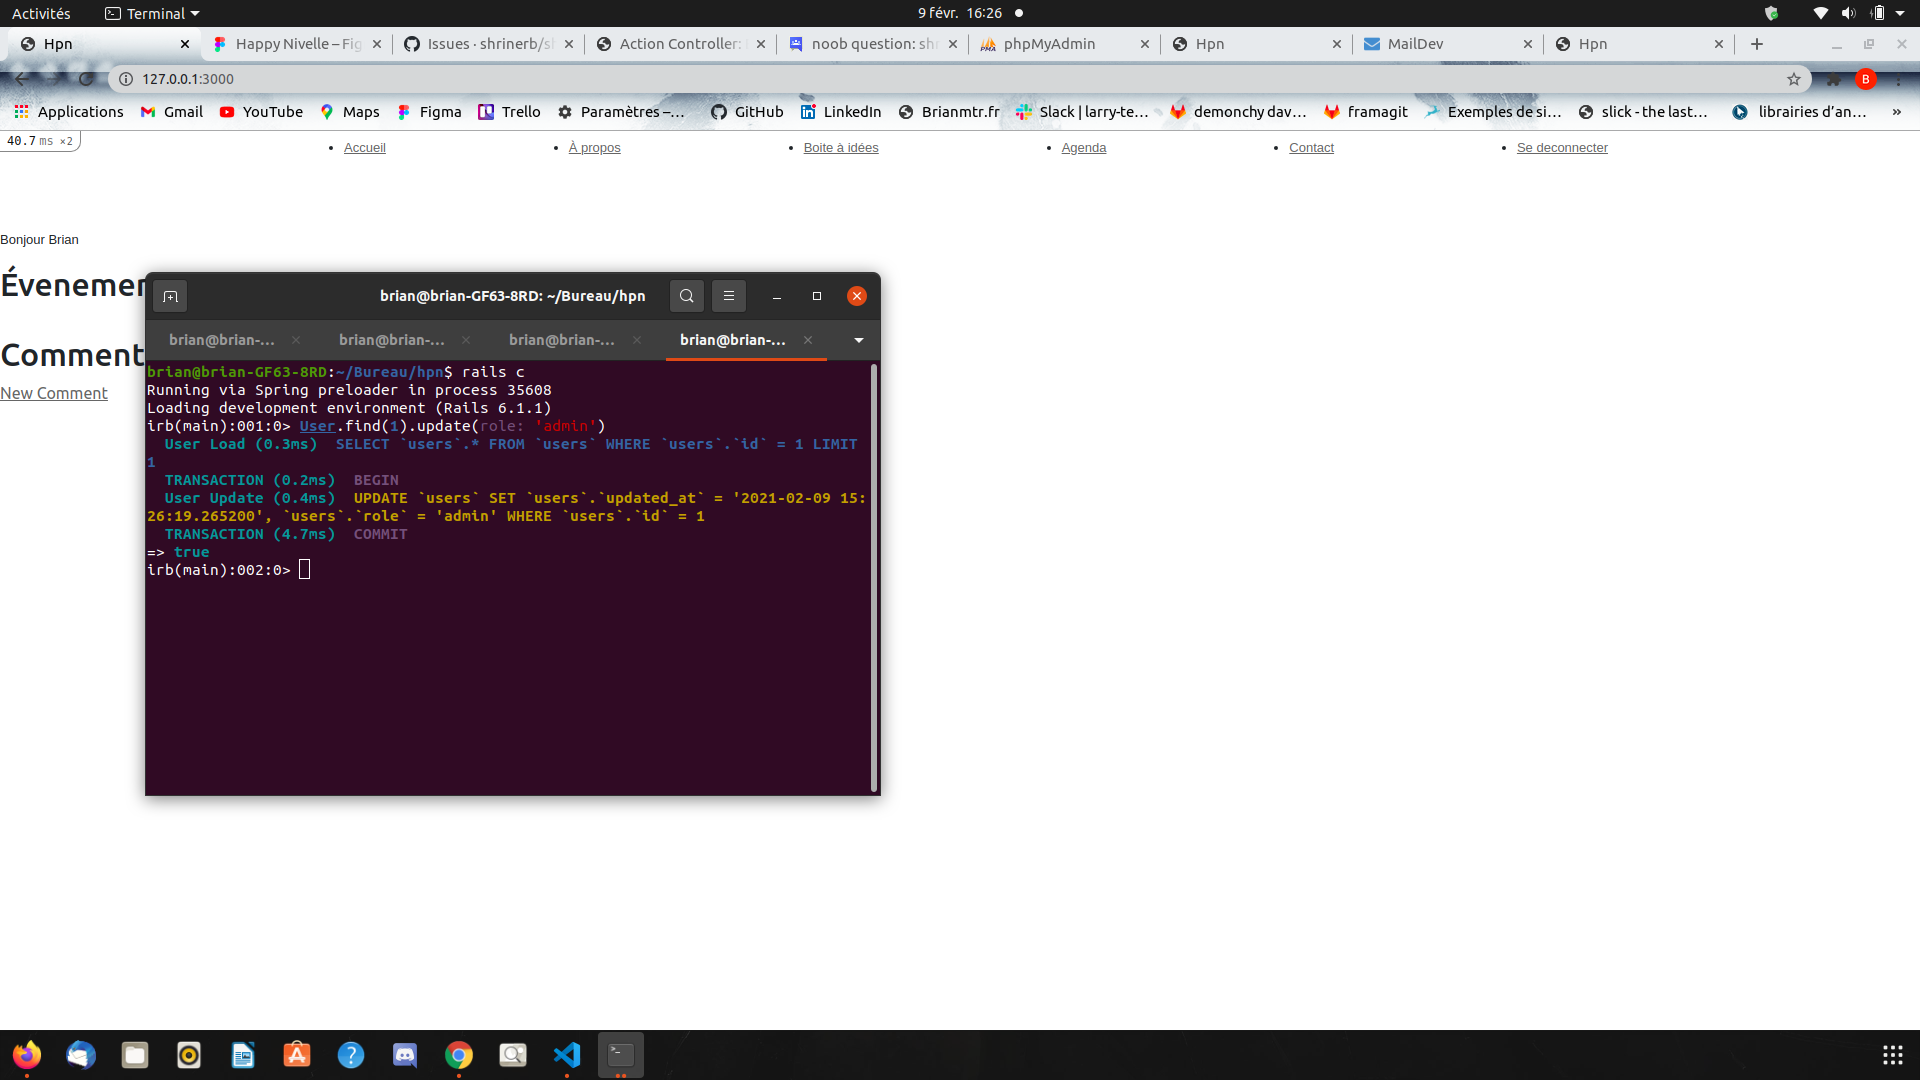 Activités
Terminal
9 févr. 16:26
Hpn
Happy Nivelle – Fig
Issues · shrinerb/sh
Action Controller:
noob question: shr
phpMyAdmin
Hpn
MailDev
Hpn
127.0.0.1:3000
B
Applications
Gmail
YouTube
Maps
Figma
Trello
Paramètres –...
GitHub
LinkedIn
Brianmtr.fr
Slack | larry-te...
demonchy dav...
framagit
Exemples de si...
slick - the last...
librairies d'an...
»
40.7 ms ×2
• Accueil
• À propos
• Boite à idées
• Agenda
• Contact
• Se deconnecter
Bonjour Brian
Évenemen
Comment
New Comment
brian@brian-GF63-8RD: ~/Bureau/hpn
brian@brian-...
brian@brian-...
brian@brian-...
brian@brian-...
brian@brian-GF63-8RD:~/Bureau/hpn$ rails c
Running via Spring preloader in process 35608
Loading development environment (Rails 6.1.1)
irb(main):001:0> User.find(1).update(role: 'admin')
User Load (0.3ms)  SELECT `users`.* FROM `users` WHERE `users`.`id` = 1 LIMIT
1
TRANSACTION (0.2ms)  BEGIN
User Update (0.4ms)  UPDATE `users` SET `users`.`updated_at` = '2021-02-09 15:
26:19.265200', `users`.`role` = 'admin' WHERE `users`.`id` = 1
TRANSACTION (4.7ms)  COMMIT
=> true
irb(main):002:0>